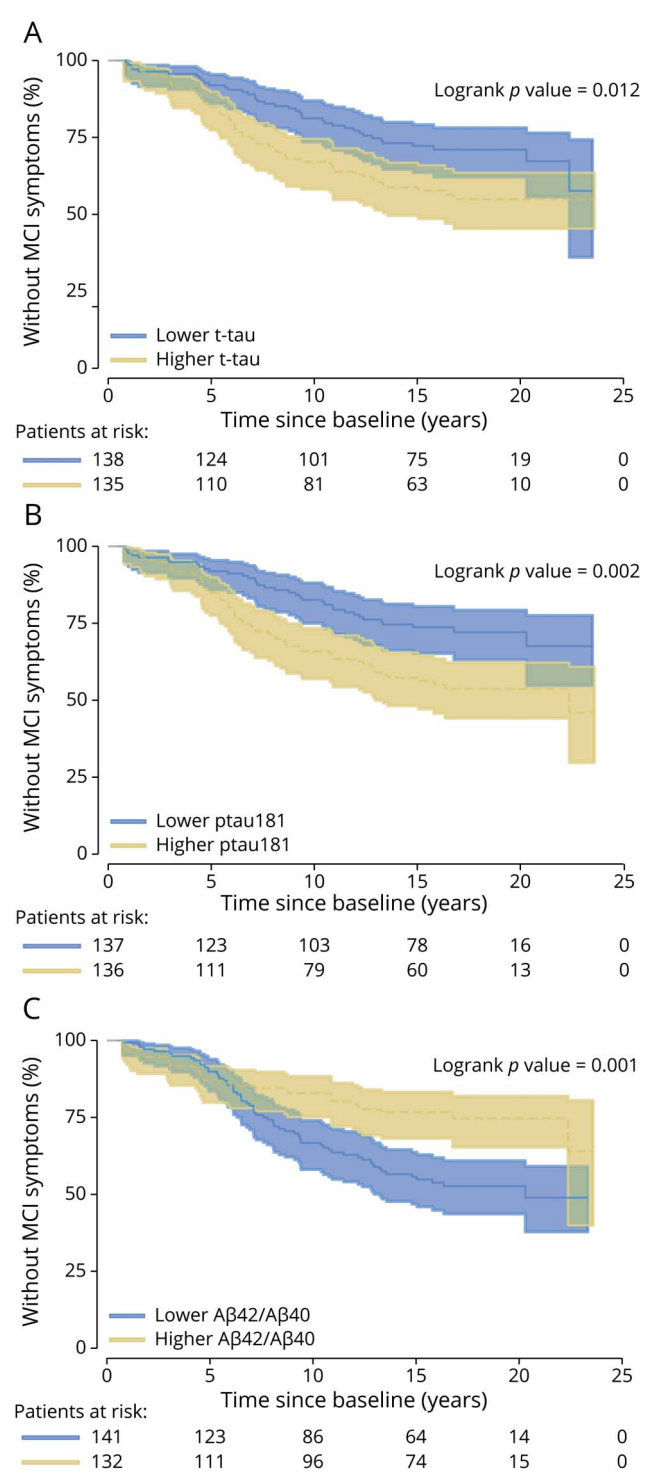 A
Without MCI symptoms (%)
100
75
50
25
0
Logrank p value = 0.012
Lower t-tau
Higher t-tau
0 5 10 15 20 25
Time since baseline (years)
Patients at risk:
138 124 101 75 19 0
135 110 81 63 10 0
B
Without MCI symptoms (%)
100
75
50
25
0
Logrank p value = 0.002
Lower ptau181
Higher ptau181
0 5 10 15 20 25
Time since baseline (years)
Patients at risk:
137 123 103 78 16 0
136 111 79 60 13 0
C
Without MCI symptoms (%)
100
75
50
25
0
Logrank p value = 0.001
Lower Aβ42/Aβ40
Higher Aβ42/Aβ40
0 5 10 15 20 25
Time since baseline (years)
Patients at risk:
141 123 86 64 14 0
132 111 96 74 15 0